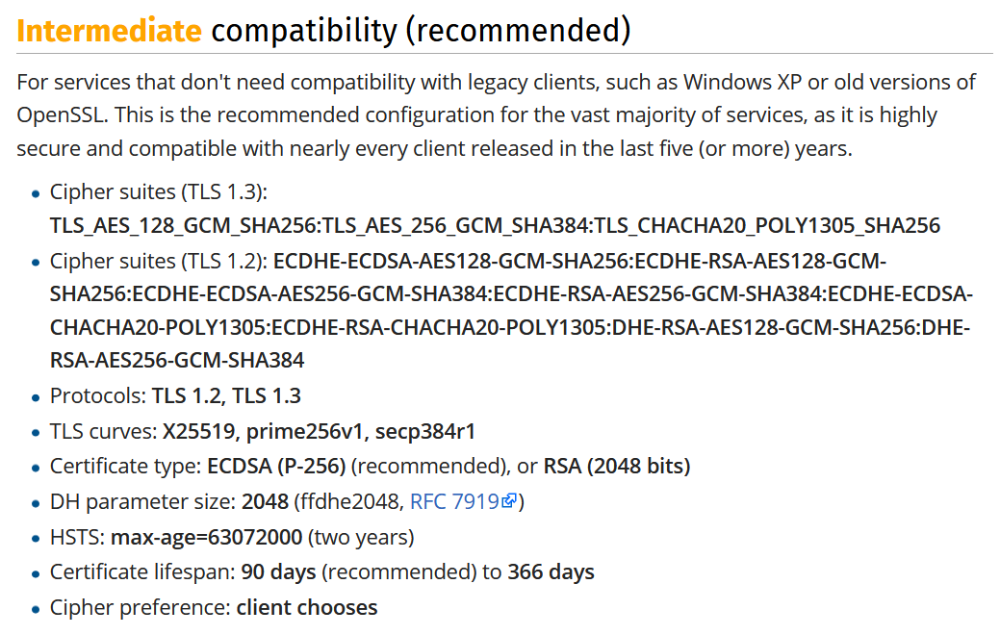 Intermediate compatibility (recommended)
For services that don't need compatibility with legacy clients, such as Windows XP or old versions of
OpenSSL. This is the recommended configuration for the vast majority of services, as it is highly
secure and compatible with nearly every client released in the last five (or more) years.
• Cipher suites (TLS 1.3):
TLS_AES_128_GCM_SHA256:TLS_AES_256_GCM_SHA384:TLS_CHACHA20_POLY1305_SHA256
• Cipher suites (TLS 1.2): ECDHE-ECDSA-AES128-GCM-SHA256:ECDHE-RSA-AES128-GCM-
SHA256:ECDHE-ECDSA-AES256-GCM-SHA384:ECDHE-RSA-AES256-GCM-SHA384:ECDHE-ECDSA-
CHACHA20-POLY1305:ECDHE-RSA-CHACHA20-POLY1305:DHE-RSA-AES128-GCM-SHA256:DHE-
RSA-AES256-GCM-SHA384
• Protocols: TLS 1.2, TLS 1.3
• TLS curves: X25519, prime256v1, secp384r1
• Certificate type: ECDSA (P-256) (recommended), or RSA (2048 bits)
• DH parameter size: 2048 (ffdhe2048, RFC 7919)
• HSTS: max-age=63072000 (two years)
• Certificate lifespan: 90 days (recommended) to 366 days
• Cipher preference: client chooses